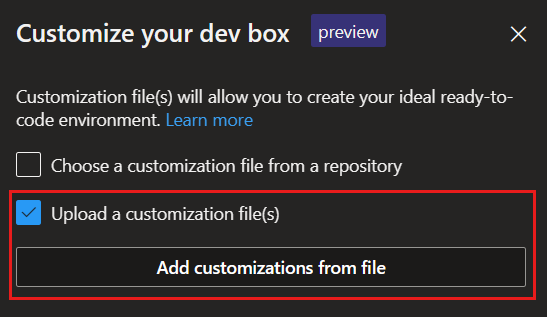 Customize your dev box preview
Customization file(s) will allow you to create your ideal ready-to-
code environment. Learn more
Choose a customization file from a repository
Upload a customization file(s)
Add customizations from file